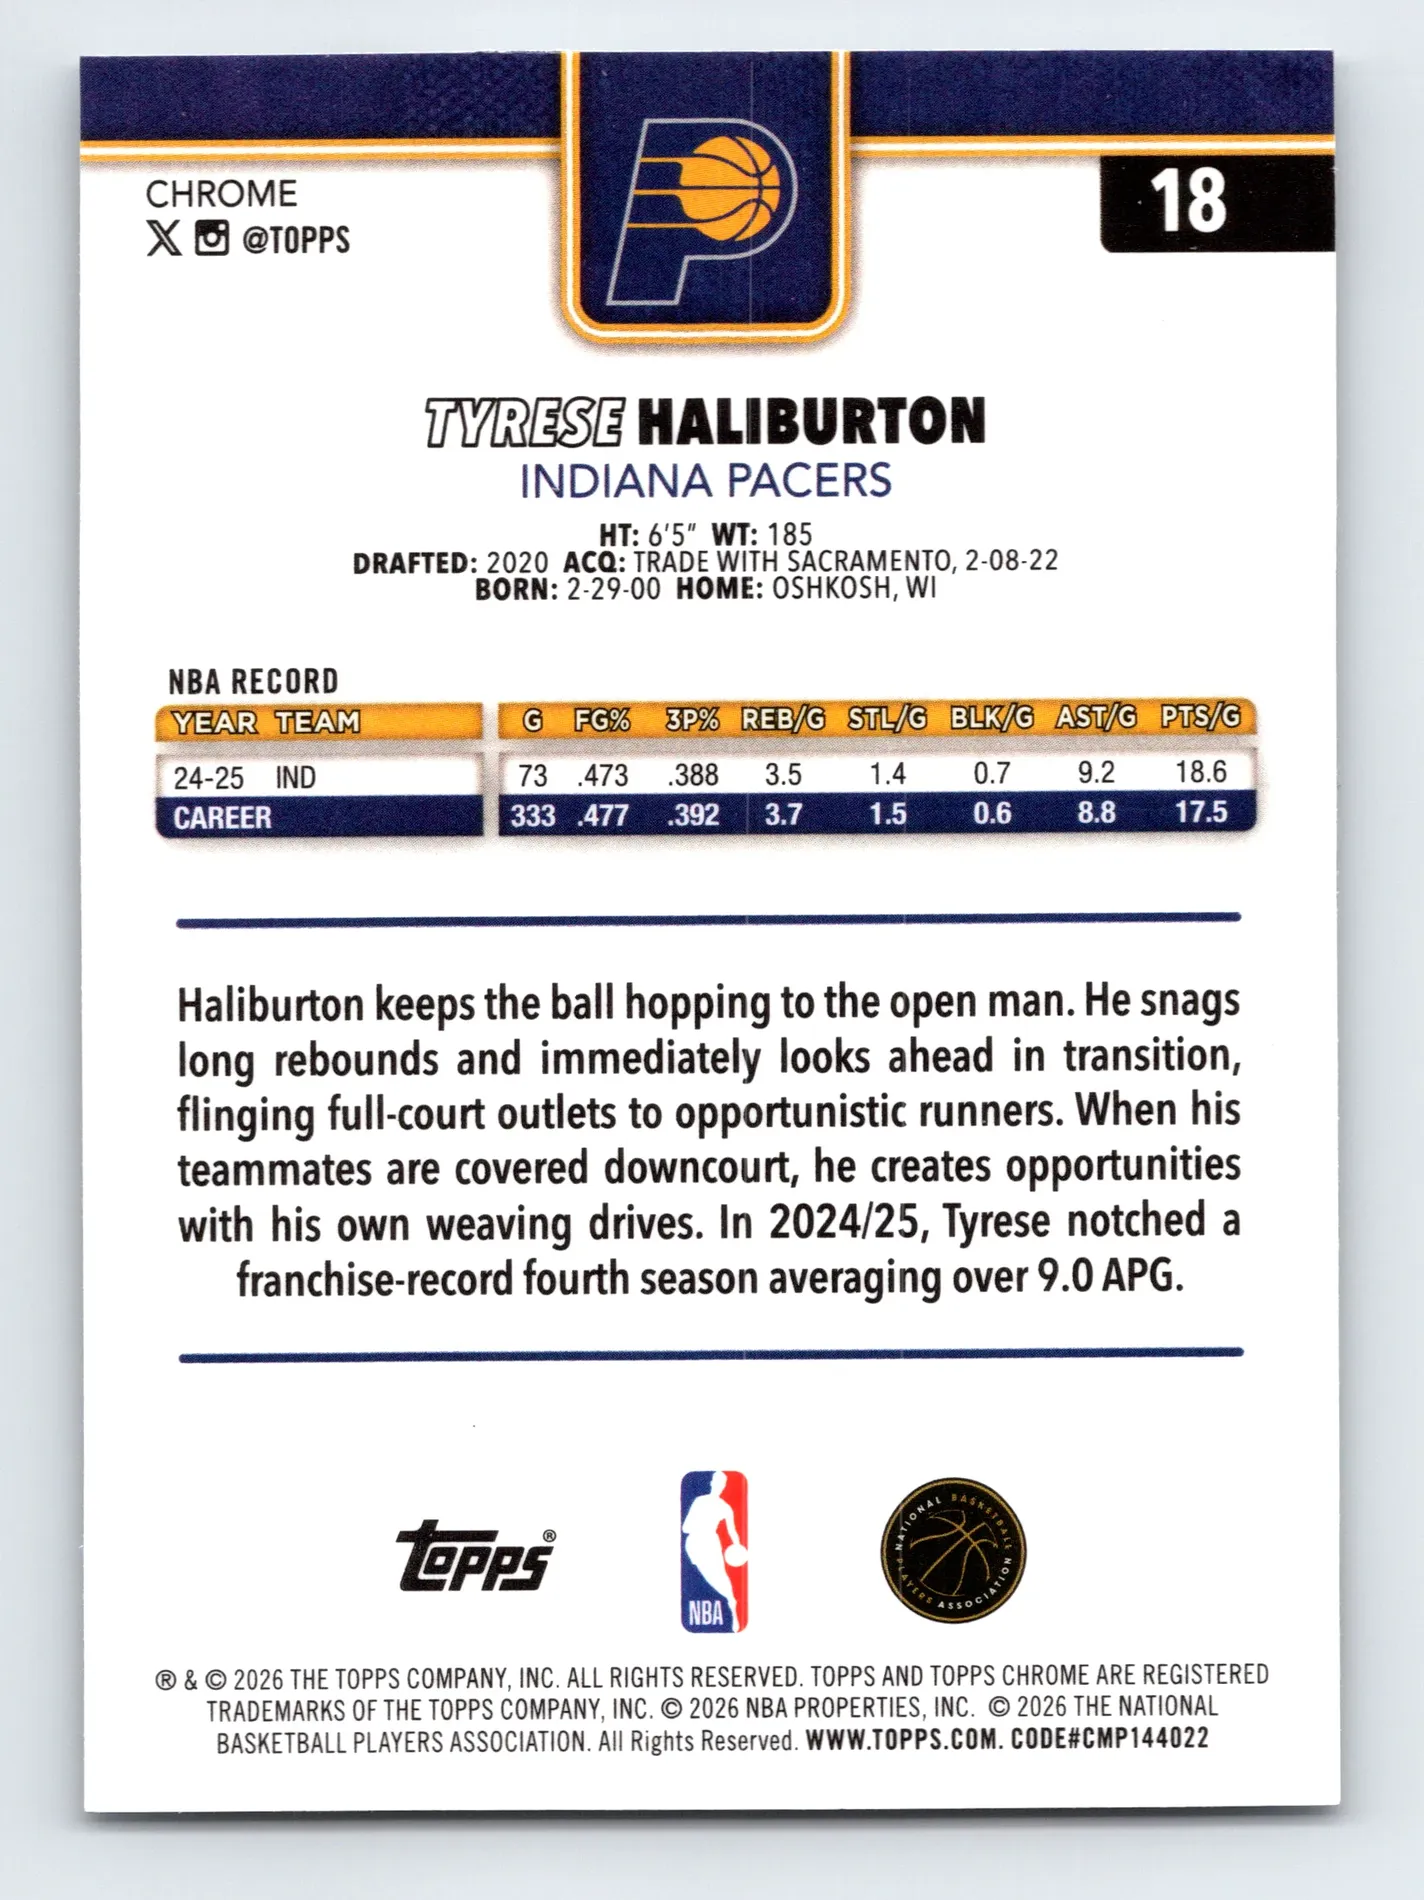 CHROME
18
X @TOPPS
TYRESE HALIBURTON
INDIANA PACERS
HT: 6'5" WT: 185
DRAFTED: 2020 ACQ: TRADE WITH SACRAMENTO, 2-08-22
BORN: 2-29-00 HOME: OSHKOSH, WI
NBA RECORD
YEAR TEAM G FG% 3P% REB/G STL/G BLK/G AST/G PTS/G
24-25 IND 73 .473 .388 3.5 1.4 0.7 9.2 18.6
CAREER 333 .477 .392 3.7 1.5 0.6 8.8 17.5
Haliburton keeps the ball hopping to the open man. He snags
long rebounds and immediately looks ahead in transition,
flinging full-court outlets to opportunistic runners. When his
teammates are covered downcourt, he creates opportunities
with his own weaving drives. In 2024/25, Tyrese notched a
franchise-record fourth season averaging over 9.0 APG.
topps®
NBA
NATIONAL BASKETBALL
PLAYERS ASSOCIATION
® & © 2026 THE TOPPS COMPANY, INC. ALL RIGHTS RESERVED. TOPPS AND TOPPS CHROME ARE REGISTERED
TRADEMARKS OF THE TOPPS COMPANY, INC. © 2026 NBA PROPERTIES, INC. © 2026 THE NATIONAL
BASKETBALL PLAYERS ASSOCIATION. All Rights Reserved. WWW.TOPPS.COM. CODE#CMP144022